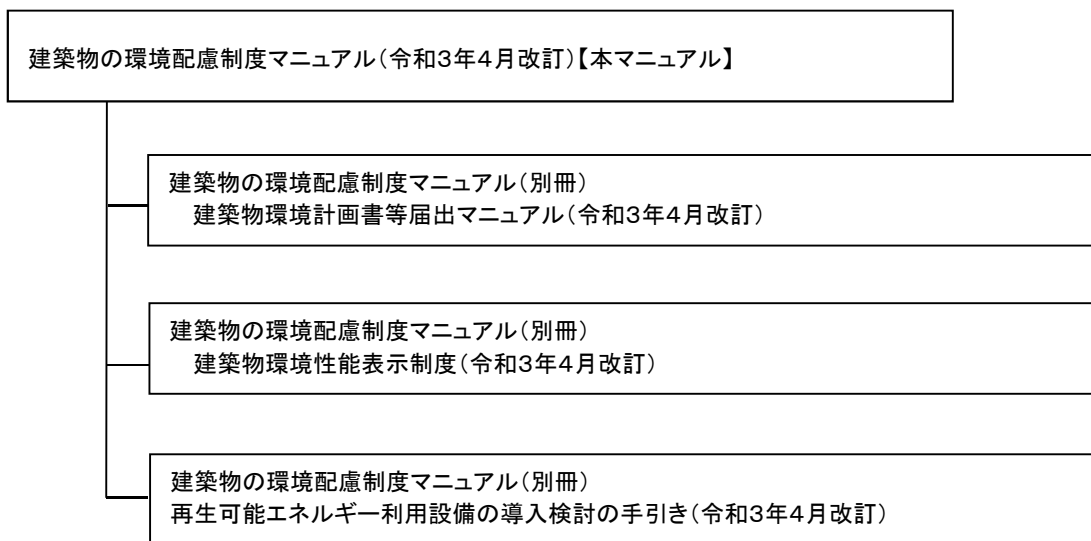 建築物の環境配慮制度マニュアル(令和3年4月改訂)【本マニュアル】
建築物の環境配慮制度マニュアル(別冊)
建築物環境計画書等届出マニュアル(令和3年4月改訂)
建築物の環境配慮制度マニュアル(別冊)
建築物環境性能表示制度(令和3年4月改訂)
建築物の環境配慮制度マニュアル(別冊)
再生可能エネルギー利用設備の導入検討の手引き(令和3年4月改訂)